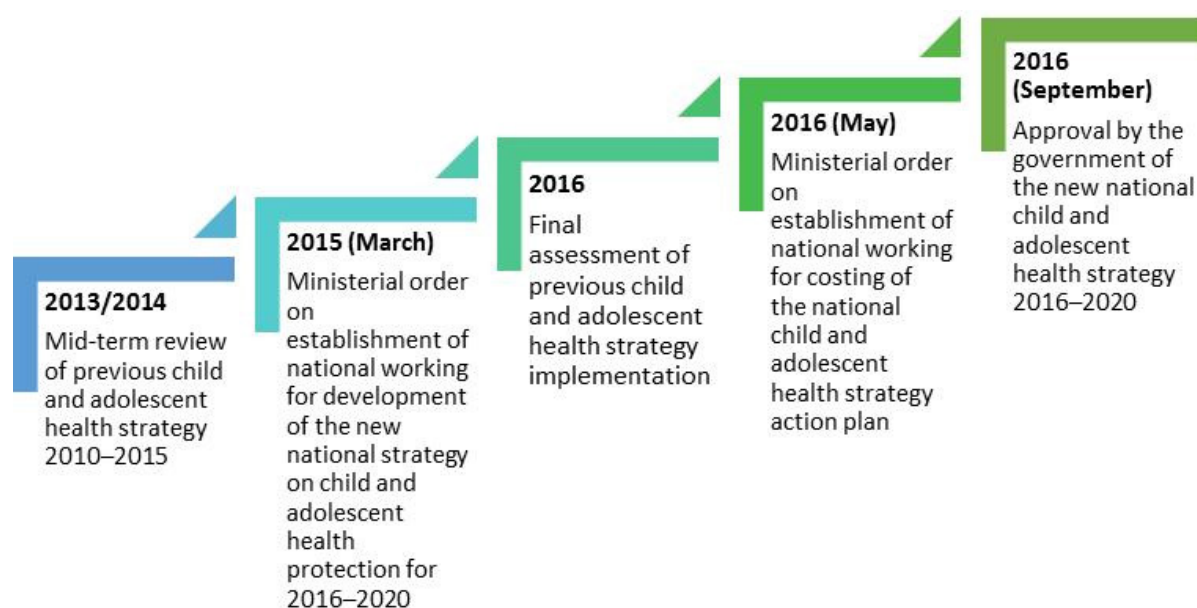 2013/2014
Mid-term review
of previous child
and adolescent
health strategy
2010–2015
2015 (March)
Ministerial order
on
establishment of
national working
for development
of the new
national strategy
on child and
adolescent
health
protection for
2016–2020
2016
Final
assessment of
previous child
and adolescent
health strategy
implementation
2016 (May)
Ministerial order
on
establishment of
national working
for costing of
the national
child and
adolescent
health strategy
action plan
2016
(September)
Approval by the
government of
the new national
child and
adolescent
health strategy
2016–2020